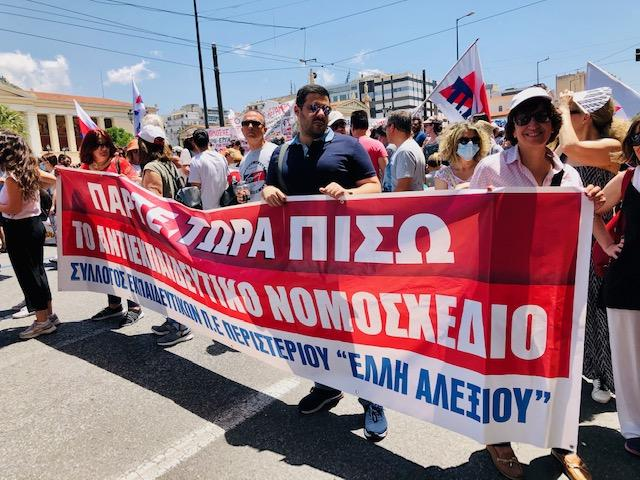 ΠΑΡΤΕ ΤΩΡΑ ΠΙΣΩ
ΤΟ ΑΝΤΙΕΚΠΑΙΔΕΥΤΙΚΟ ΝΟΜΟΣΧΕΔΙΟ
ΣΥΛΛΟΓΟΣ ΕΚΠΑΙΔΕΥΤΙΚΩΝ Π.Ε ΠΕΡΙΣΤΕΡΙΟΥ "ΕΛΛΗ ΑΛΕΞΙΟΥ"